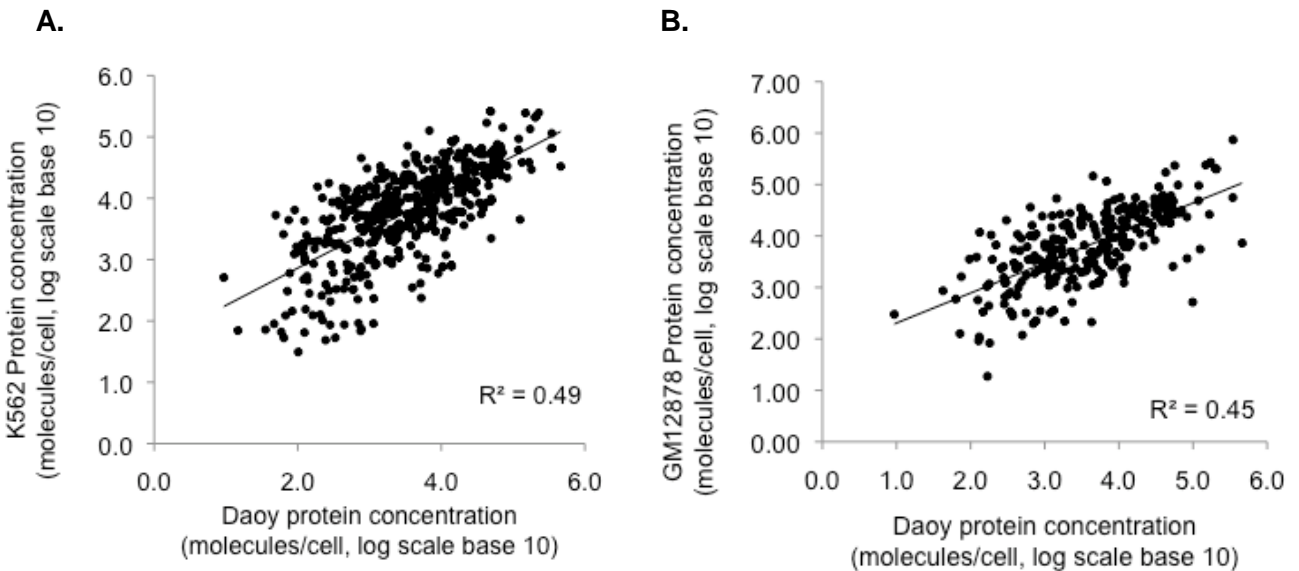 A.
K562 Protein concentration
(molecules/cell, log scale base 10)
6.0
5.0
4.0
3.0
2.0
1.0
0.0
R² = 0.49
0.0 2.0 4.0 6.0
Daoy protein concentration
(molecules/cell, log scale base 10)
B.
GM12878 Protein concentration
(molecules/cell, log scale base 10)
7.00
6.00
5.00
4.00
3.00
2.00
1.00
0.00
R² = 0.45
0.0 1.0 2.0 3.0 4.0 5.0 6.0
Daoy protein concentration
(molecules/cell, log scale base 10)